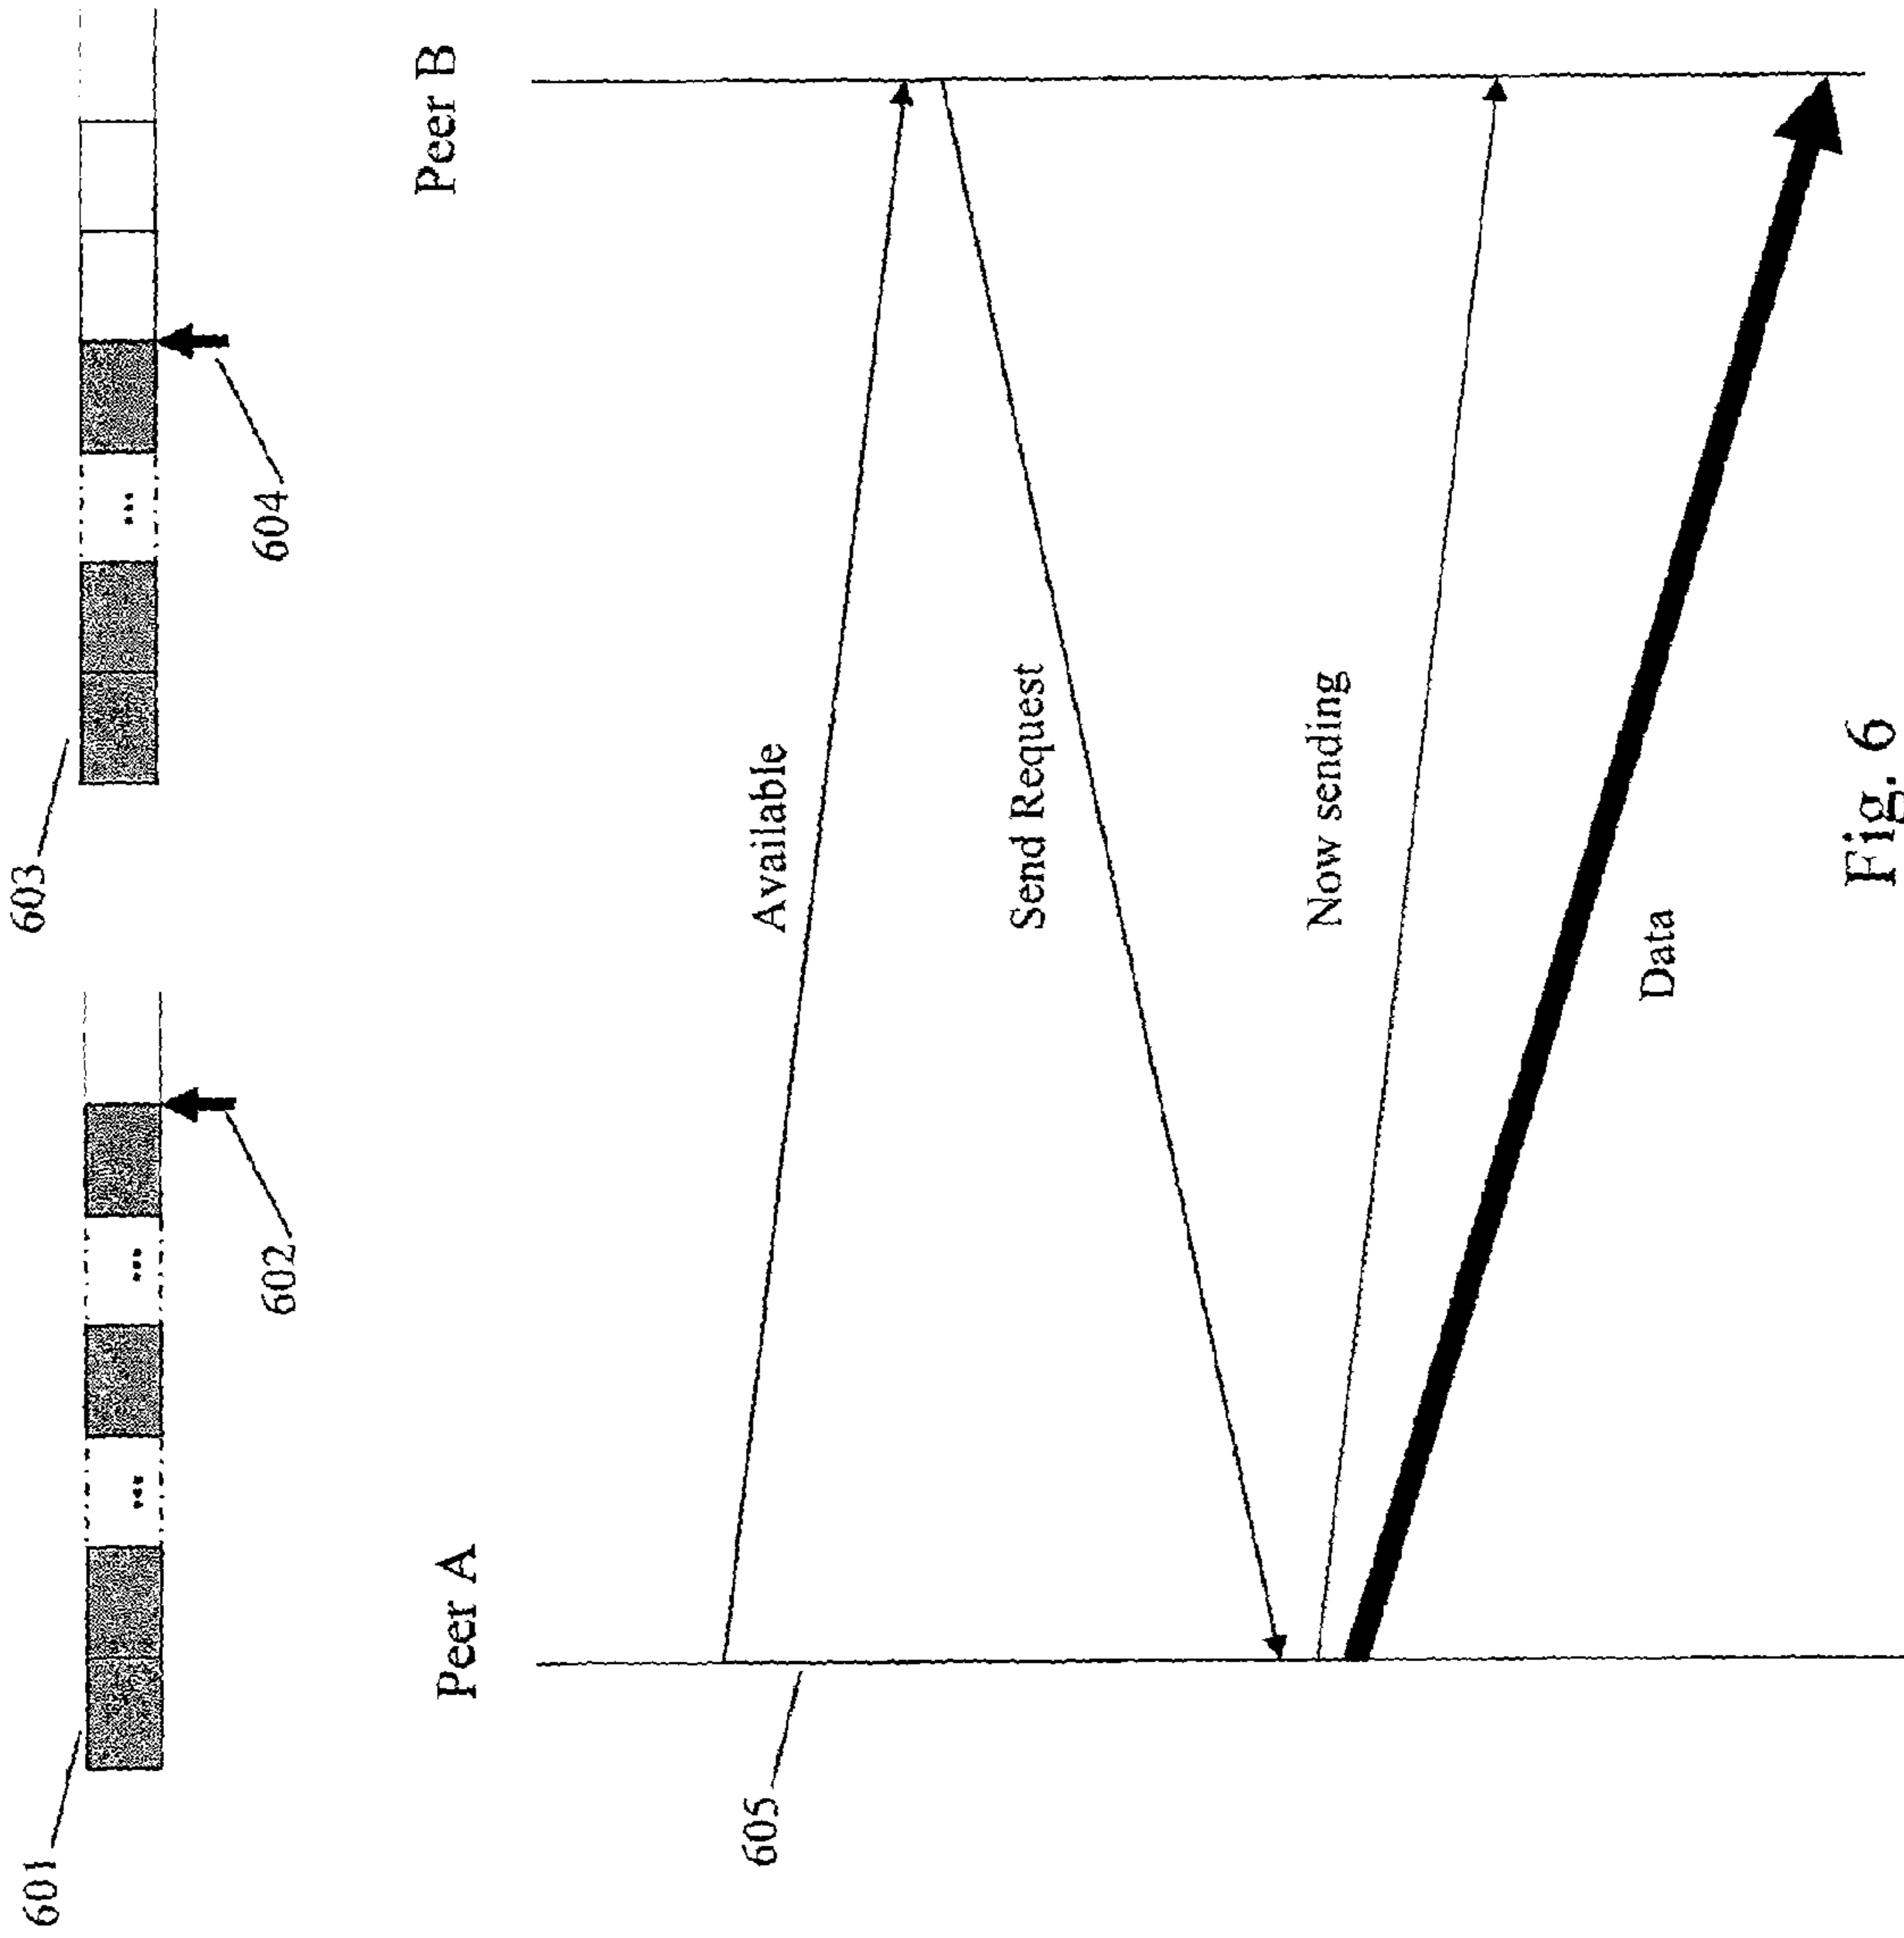 601
603
602
604
Peer A
Peer B
605
Available
Send Request
Now sending
Data
Fig. 6